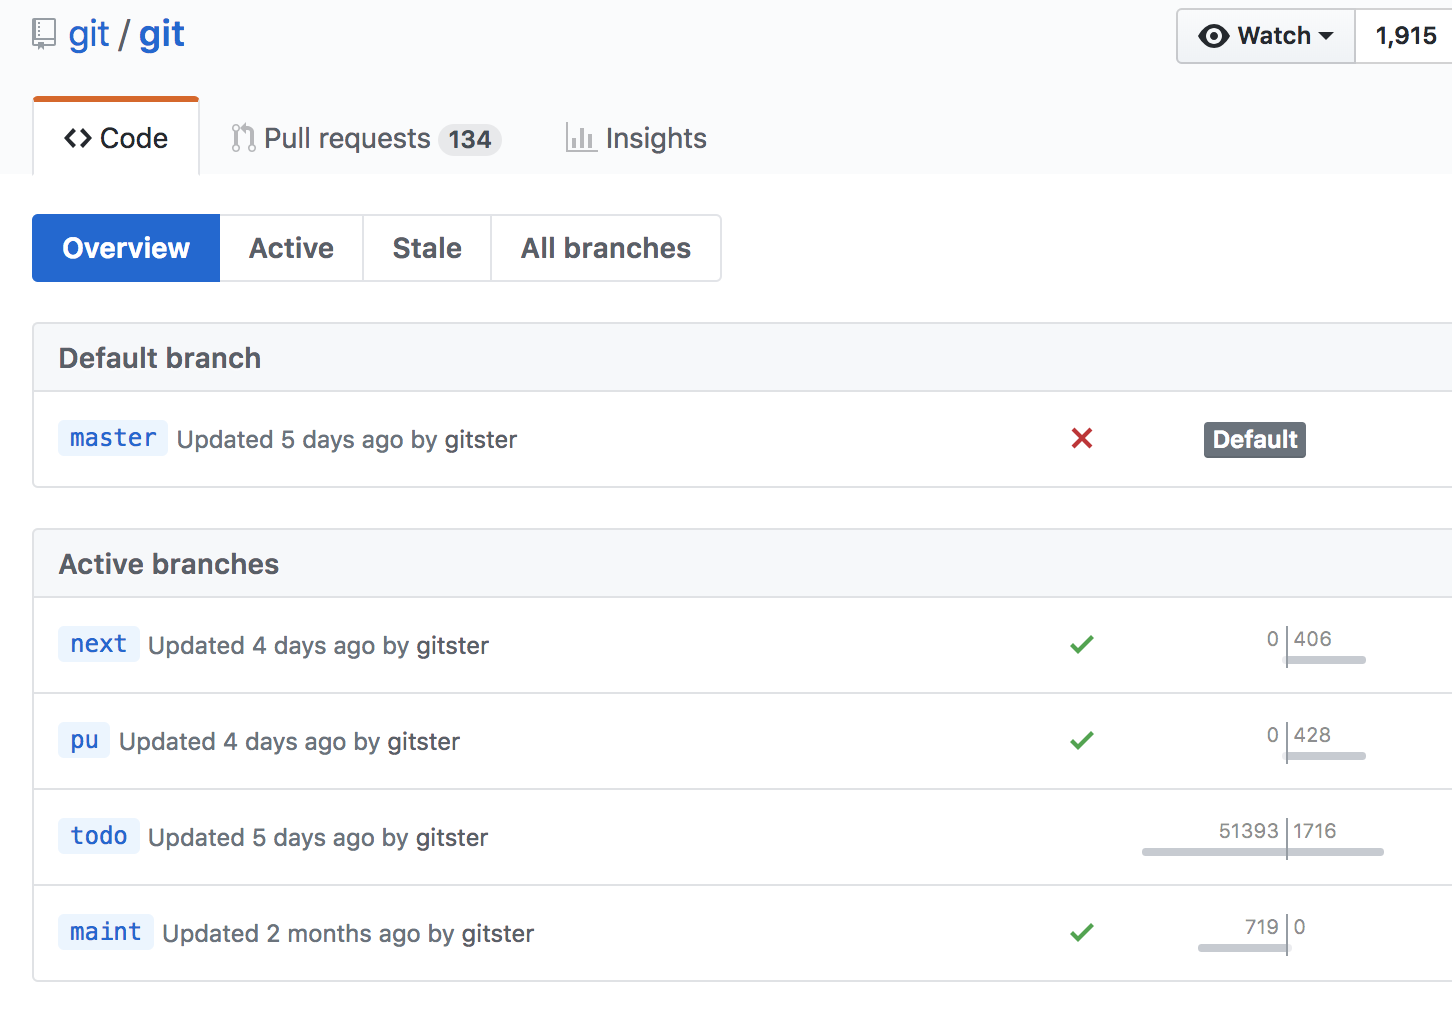 git / git
Watch 1,915
Code Pull requests 134 Insights
Overview Active Stale All branches
Default branch
master Updated 5 days ago by gitster Default
Active branches
next Updated 4 days ago by gitster 0 406
pu Updated 4 days ago by gitster 0 428
todo Updated 5 days ago by gitster 51393 1716
maint Updated 2 months ago by gitster 719 0